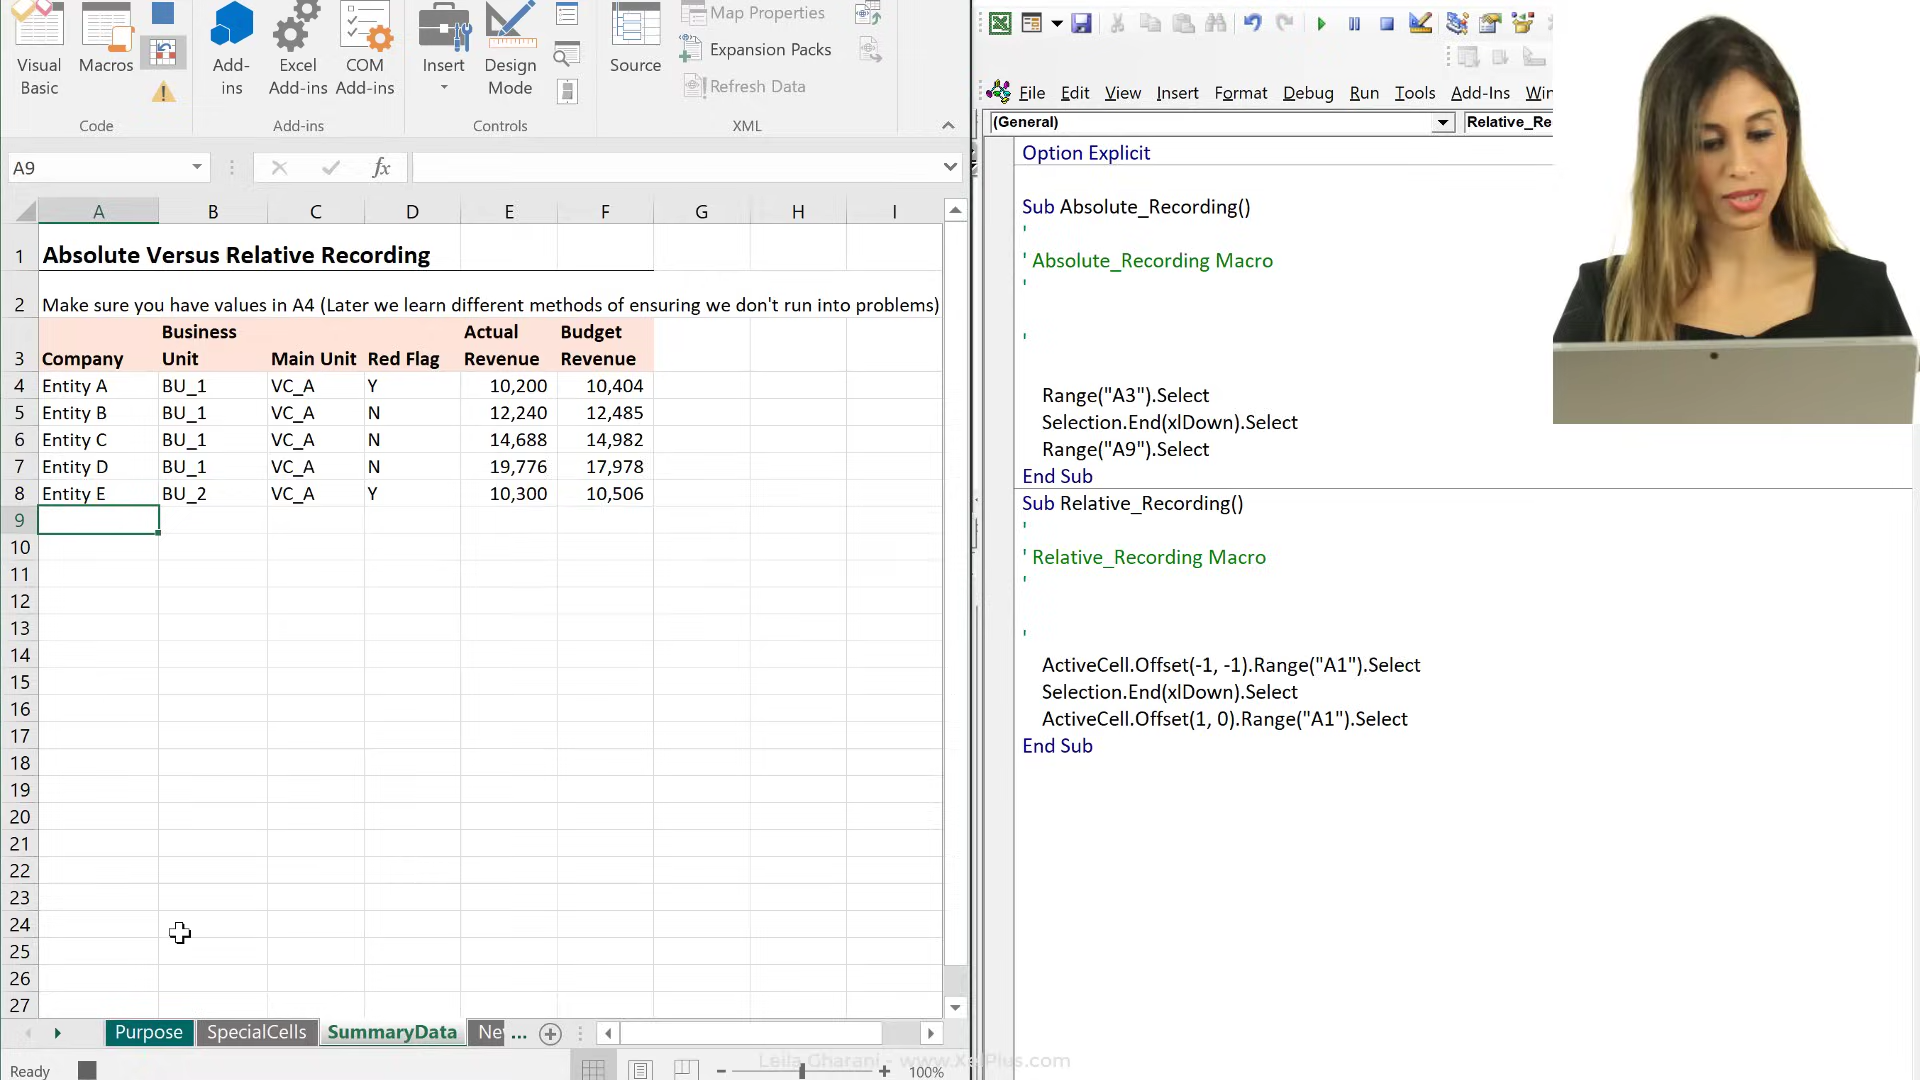 Visual Basic
Macros
Code
Add-ins
Excel Add-ins
COM Add-ins
Add-ins
Insert
Design Mode
Controls
Source
Map Properties
Expansion Packs
Refresh Data
XML
A9
fx
A B C D E F G H I
1 Absolute Versus Relative Recording
2 Make sure you have values in A4 (Later we learn different methods of ensuring we don't run into problems)
3 Company Business Unit Main Unit Red Flag Actual Revenue Budget Revenue
4 Entity A BU_1 VC_A Y 10,200 10,404
5 Entity B BU_1 VC_A N 12,240 12,485
6 Entity C BU_1 VC_A N 14,688 14,982
7 Entity D BU_1 VC_A N 19,776 17,978
8 Entity E BU_2 VC_A Y 10,300 10,506
9
10
11
12
13
14
15
16
17
18
19
20
21
22
23
24
25
26
27
Purpose SpecialCells SummaryData Ne ...
Ready
100%
File Edit View Insert Format Debug Run Tools Add-Ins Win
(General) Relative_Re
Option Explicit
Sub Absolute_Recording()
'
' Absolute_Recording Macro
'
'
Range("A3").Select
Selection.End(xlDown).Select
Range("A9").Select
End Sub
Sub Relative_Recording()
'
' Relative_Recording Macro
'
'
ActiveCell.Offset(-1, -1).Range("A1").Select
Selection.End(xlDown).Select
ActiveCell.Offset(1, 0).Range("A1").Select
End Sub
Leila Gharani - www.XelPlus.com